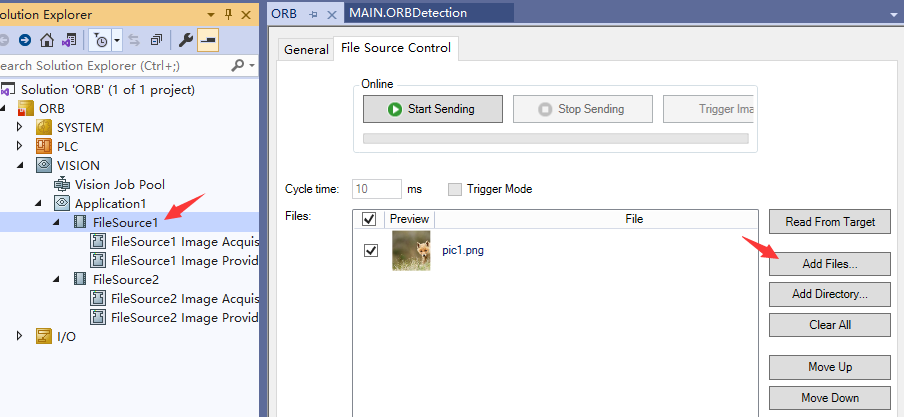 olution Explorer
earch Solution Explorer (Ctrl+;)
Solution 'ORB' (1 of 1 project)
ORB
SYSTEM
PLC
VISION
Vision Job Pool
Application1
FileSource1
FileSource1 Image Acquis
FileSource1 Image Provid
FileSource2
FileSource2 Image Acquis
FileSource2 Image Provid
I/O
ORB
MAIN.ORBDetection
General
File Source Control
Online
Start Sending
Stop Sending
Trigger Ima
Cycle time:
10
ms
Trigger Mode
Files:
Preview
File
pic1.png
Read From Target
Add Files...
Add Directory...
Clear All
Move Up
Move Down